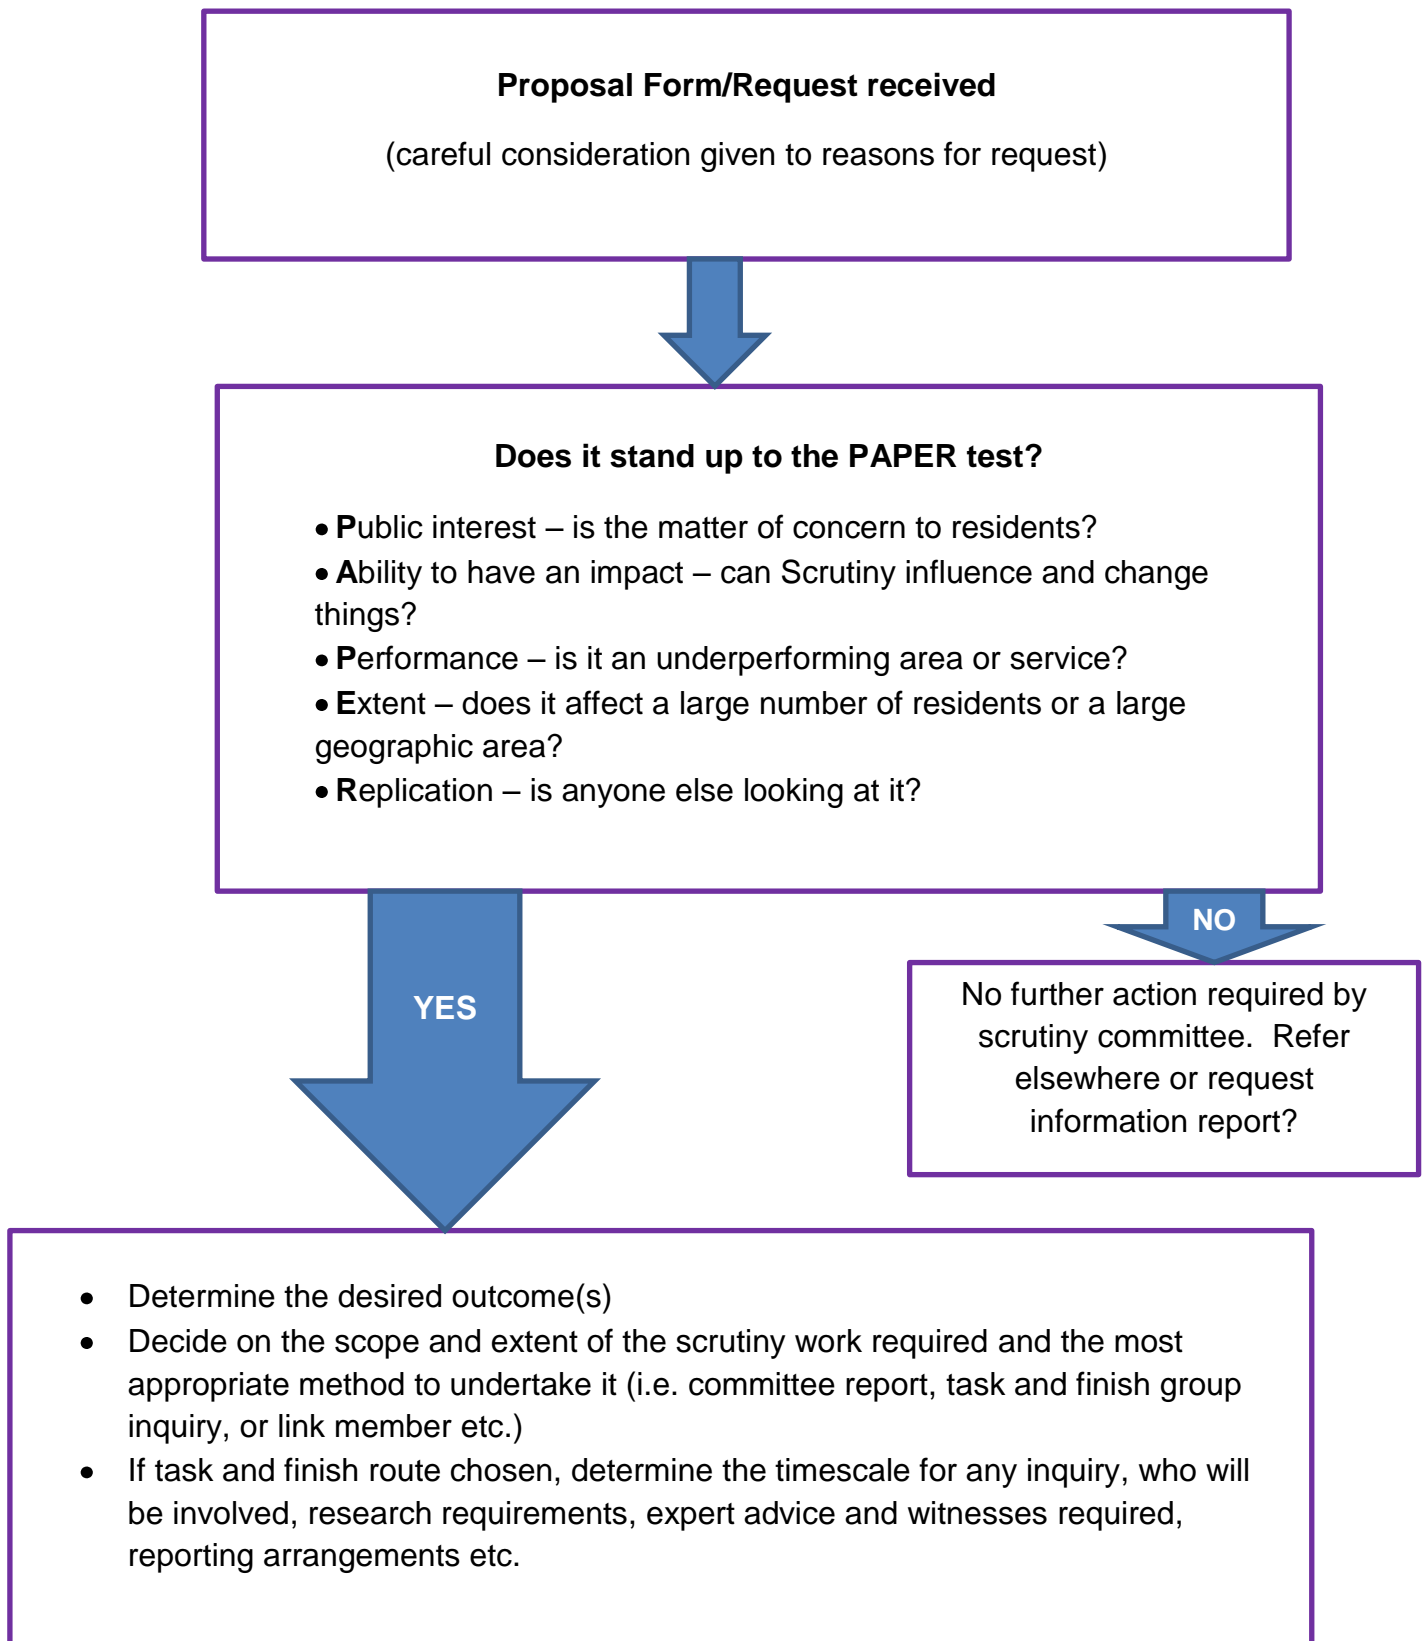 Proposal Form/Request received
(careful consideration given to reasons for request)
Does it stand up to the PAPER test?
• Public interest – is the matter of concern to residents?
• Ability to have an impact – can Scrutiny influence and change
things?
• Performance – is it an underperforming area or service?
• Extent – does it affect a large number of residents or a large
geographic area?
• Replication – is anyone else looking at it?
NO
YES
No further action required by
scrutiny committee.  Refer
elsewhere or request
information report?
• Determine the desired outcome(s)
• Decide on the scope and extent of the scrutiny work required and the most
appropriate method to undertake it (i.e. committee report, task and finish group
inquiry, or link member etc.)
• If task and finish route chosen, determine the timescale for any inquiry, who will
be involved, research requirements, expert advice and witnesses required,
reporting arrangements etc.